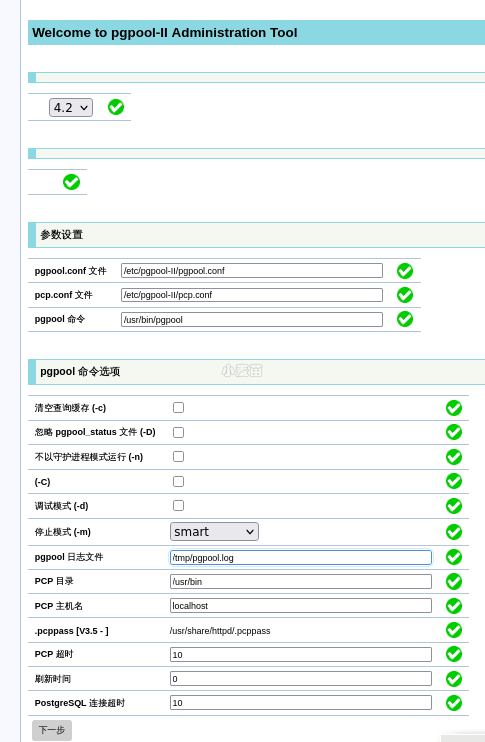 Welcome to pgpool-II Administration Tool
4.2
参数设置
pgpool.conf 文件 /etc/pgpool-II/pgpool.conf
pcp.conf 文件 /etc/pgpool-II/pcp.conf
pgpool 命令 /usr/bin/pgpool
pgpool 命令选项
清空查询缓存 (-c)
忽略 pgpool_status 文件 (-D)
不以守护进程模式运行 (-n)
(-C)
调试模式 (-d)
停止模式 (-m) smart
pgpool 日志文件 /tmp/pgpool.log
PCP 目录 /usr/bin
PCP 主机名 localhost
.pcppass [V3.5 - ] /usr/share/httpd/.pcppass
PCP 超时 10
刷新时间 0
PostgreSQL 连接超时 10
下一步